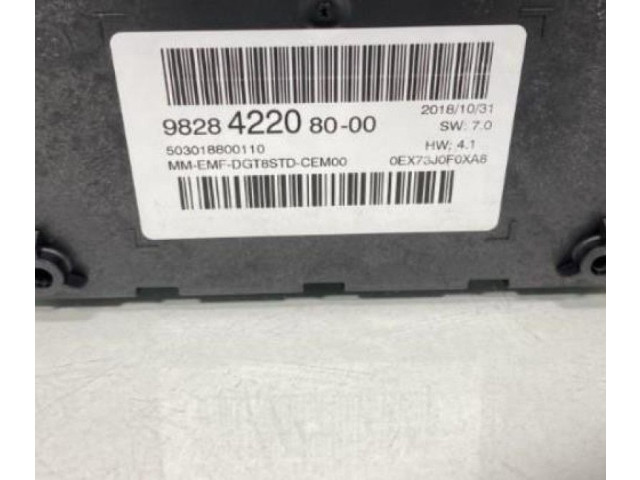 2018/10/31
9828 4220 80-00
SW: 7.0
503018800110
HW: 4.1
MM-EMF-DGT8STD-CEM00
0EX73J0F0XA8